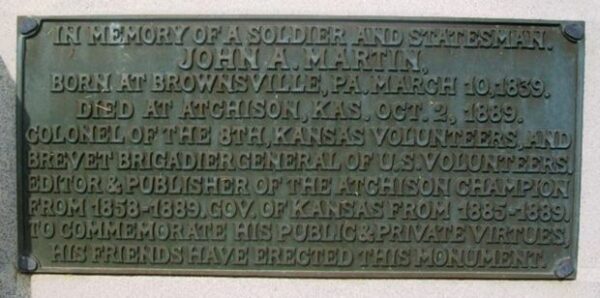 IN MEMORY OF A SOLDIER AND STATESMAN.
JOHN A. MARTIN,
BORN AT BROWNSVILLE, PA. MARCH 10, 1839.
DIED AT ATCHISON, KAS. OCT. 2, 1889.
COLONEL OF THE 8TH, KANSAS VOLUNTEERS, AND
BREVET BRIGADIER GENERAL OF U.S. VOLUNTEERS.
EDITOR & PUBLISHER OF THE ATCHISON CHAMPION
FROM 1858-1889. GOV. OF KANSAS FROM 1885-1889.
TO COMMEMORATE HIS PUBLIC & PRIVATE VIRTUES,
HIS FRIENDS HAVE ERECTED THIS MONUMENT.